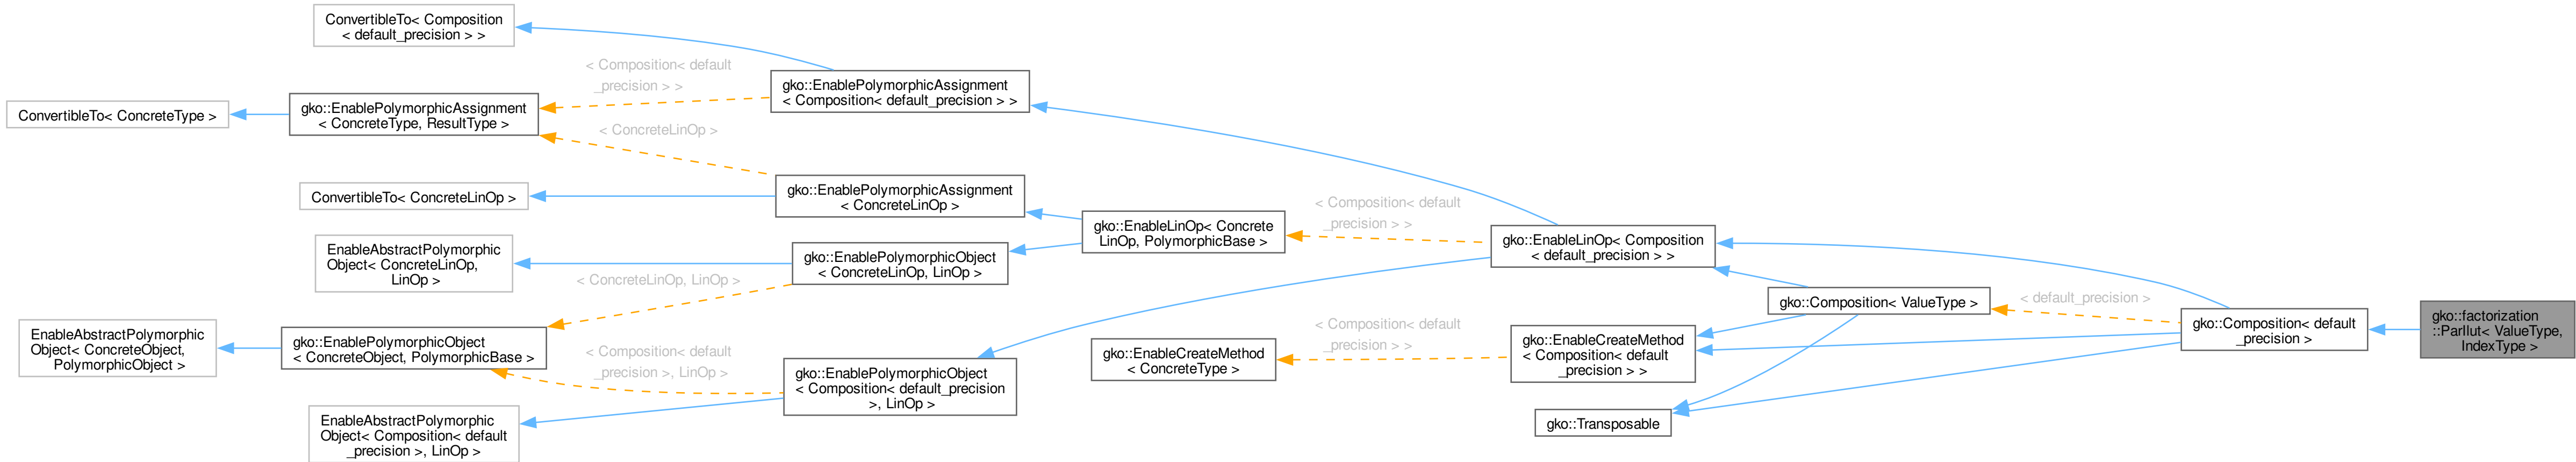 ConvertibleTo< Composition
< default_precision > >
< Composition< default
_precision > >
gko::EnablePolymorphicAssignment
< Composition< default_precision > >
ConvertibleTo< ConcreteType >
gko::EnablePolymorphicAssignment
< ConcreteType, ResultType >
< ConcreteLinOp >
ConvertibleTo< ConcreteLinOp >
gko::EnablePolymorphicAssignment
< ConcreteLinOp >
EnableAbstractPolymorphic
Object< ConcreteLinOp,
LinOp >
gko::EnablePolymorphicObject
< ConcreteLinOp, LinOp >
gko::EnableLinOp< Concrete
LinOp, PolymorphicBase >
< Composition< default
_precision > >
gko::EnableLinOp< Composition
< default_precision > >
< ConcreteLinOp, LinOp >
EnableAbstractPolymorphic
Object< ConcreteObject,
PolymorphicObject >
gko::EnablePolymorphicObject
< ConcreteObject, PolymorphicBase >
< Composition< default
_precision >, LinOp >
gko::EnablePolymorphicObject
< Composition< default_precision
>, LinOp >
EnableAbstractPolymorphic
Object< Composition< default
_precision >, LinOp >
gko::EnableCreateMethod
< ConcreteType >
< Composition< default
_precision > >
gko::EnableCreateMethod
< Composition< default
_precision > >
gko::Composition< ValueType >
< default_precision >
gko::Composition< default
_precision >
gko::Transposable
gko::factorization
::ParIlut< ValueType,
IndexType >